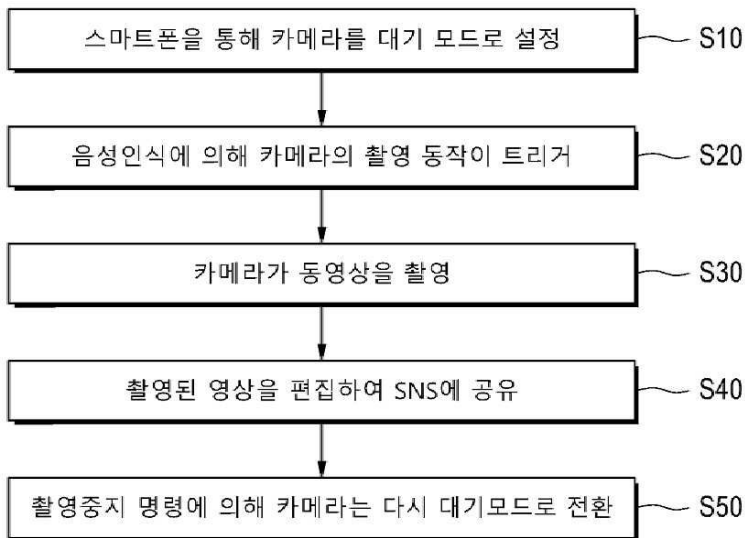 스마트폰을 통해 카메라를 대기 모드로 설정 S10
음성인식에 의해 카메라의 촬영 동작이 트리거 S20
카메라가 동영상을 촬영 S30
촬영된 영상을 편집하여 SNS에 공유 S40
촬영중지 명령에 의해 카메라는 다시 대기모드로 전환 S50